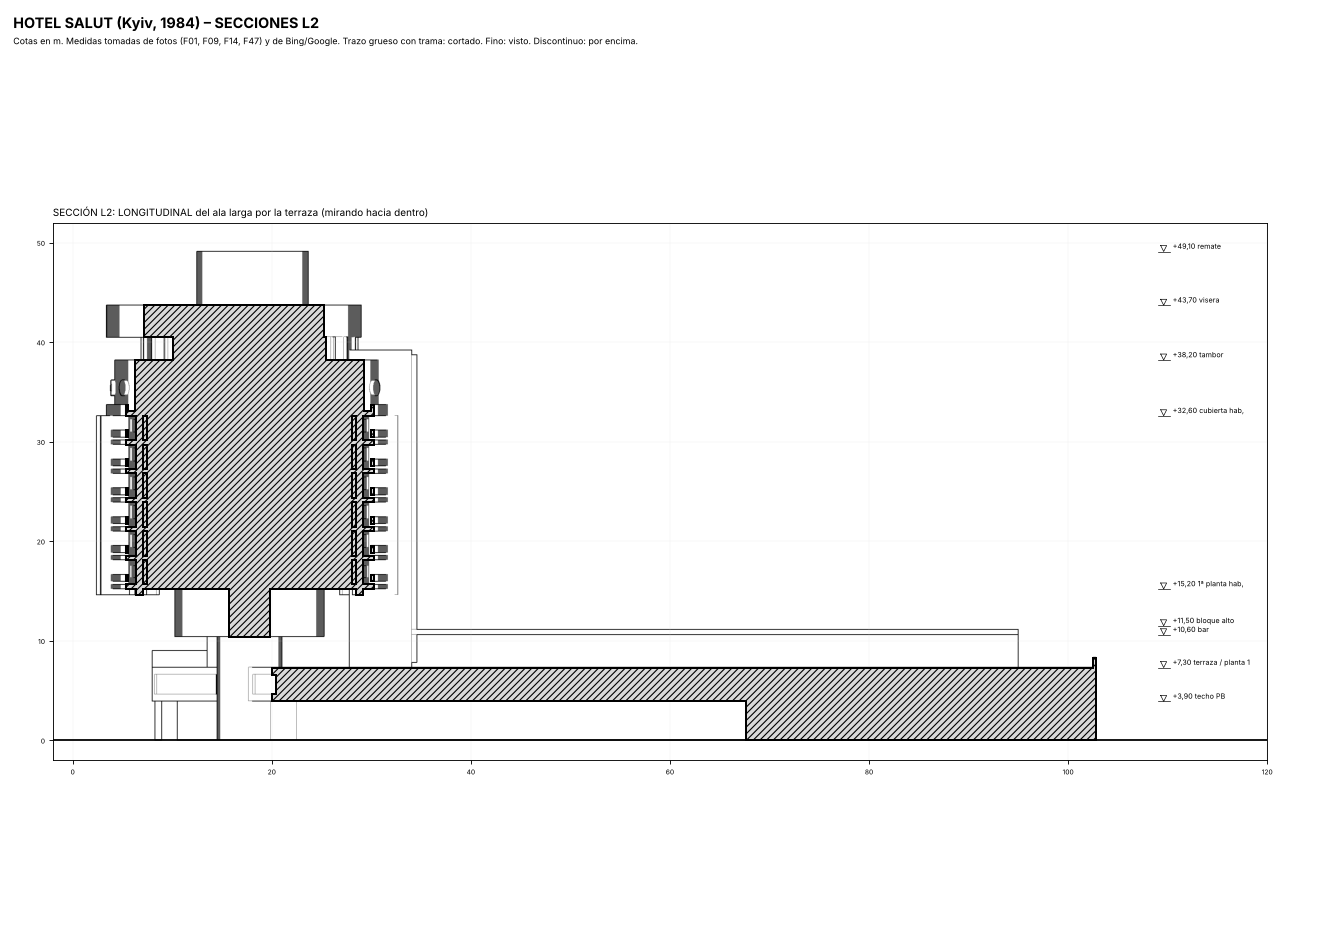 HOTEL SALUT (Kyiv, 1984) – SECCIONES L2
Cotas en m. Medidas tomadas de fotos (F01, F09, F14, F47) y de Bing/Google. Trazo grueso con trama: cortado. Fino: visto. Discontinuo: por encima.
SECCIÓN L2: LONGITUDINAL del ala larga por la terraza (mirando hacia dentro)
50
+49,10 remate
+43,70 visera
40
+38,20 tambor
+32,60 cubierta hab,
30
20
+15,20 1ª planta hab,
+11,50 bloque alto
+10,60 bar
10
+7,30 terraza / planta 1
+3,90 techo PB
0
0 20 40 60 80 100 120